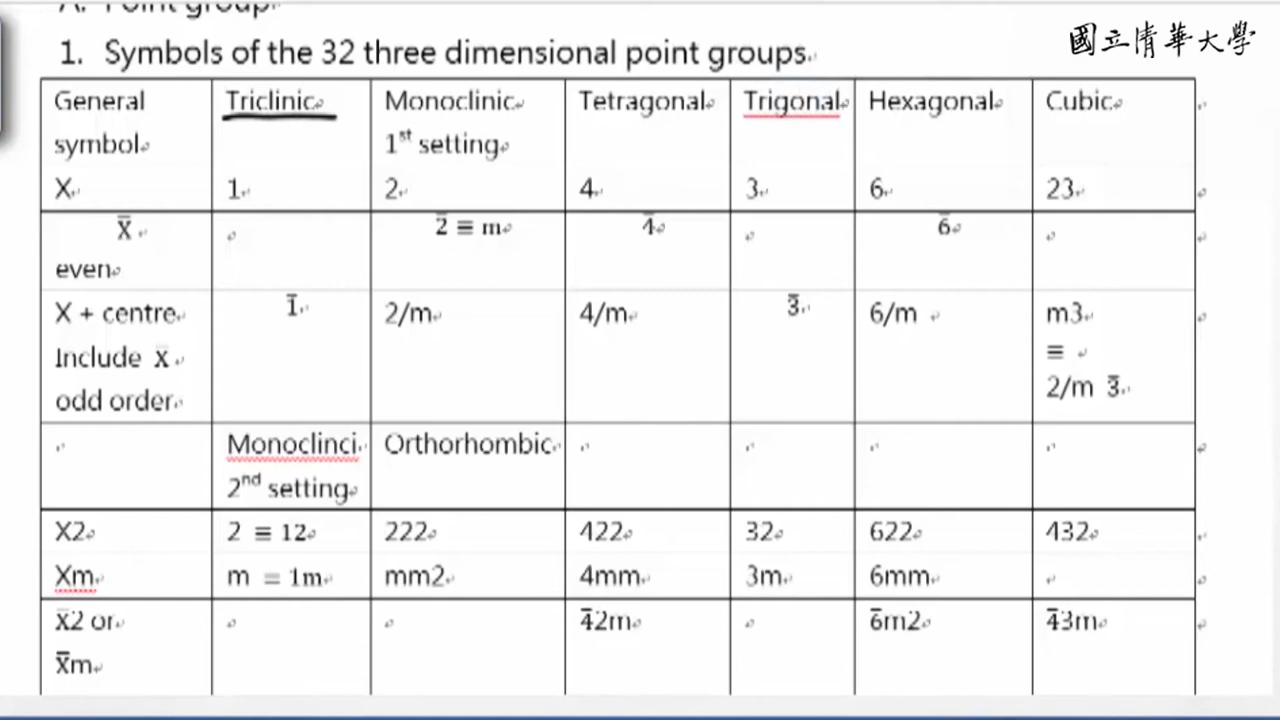 A. Point group
國立清華大學
1. Symbols of the 32 three dimensional point groups
General symbol Triclinic Monoclinic 1st setting Tetragonal Trigonal Hexagonal Cubic
X 1 2 4 3 6 23
X̄ even 2̄ ≡ m 4̄ 6̄
X + centre Include x̄ odd order 1̄ 2/m 4/m 3̄ 6/m m3 ≡ 2/m 3̄
Monoclinci 2nd setting Orthorhombic
X2 2 ≡ 12 222 422 32 622 432
Xm m = 1m mm2 4mm 3m 6mm
x̄2 or X̄m 4̄2m 6̄m2 4̄3m